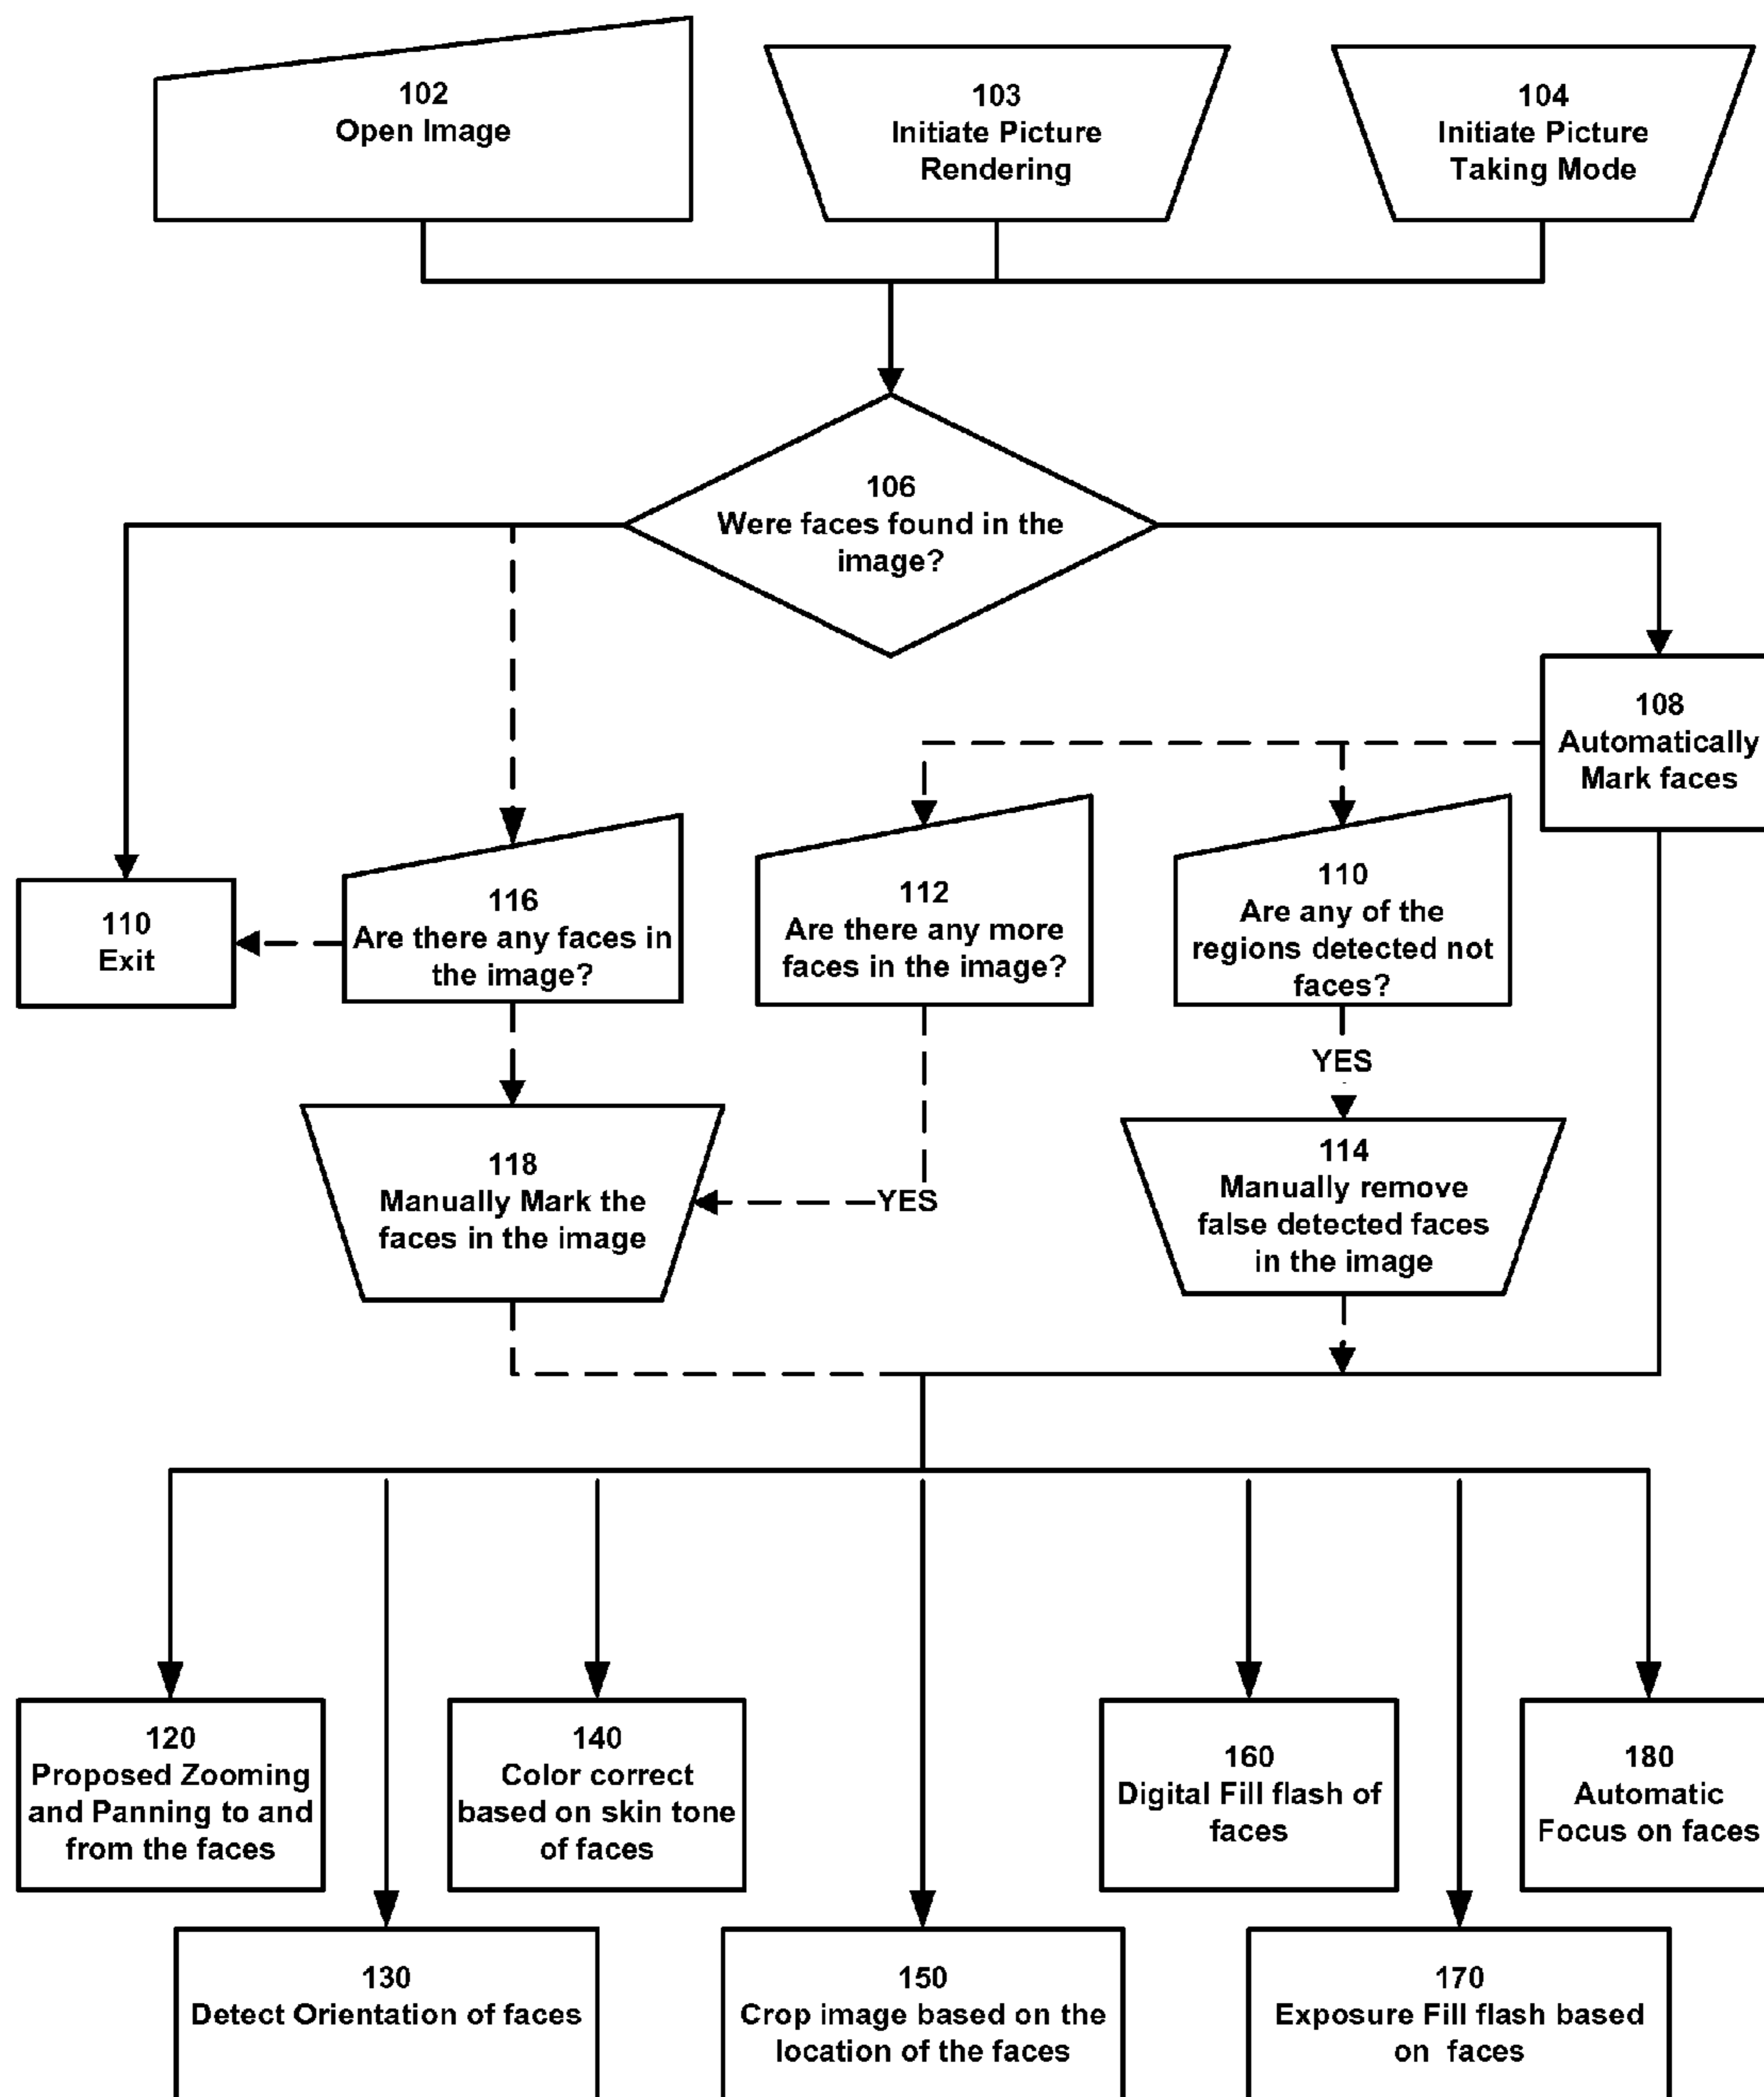 102
Open Image
103
Initiate Picture
Rendering
104
Initiate Picture
Taking Mode
106
Were faces found in the
image?
108
Automatically
Mark faces
110
Exit
116
Are there any faces in
the image?
112
Are there any more
faces in the image?
110
Are any of the
regions detected not
faces?
YES
118
Manually Mark the
faces in the image
YES
114
Manually remove
false detected faces
in the image
120
Proposed Zooming
and Panning to and
from the faces
140
Color correct
based on skin tone
of faces
160
Digital Fill flash of
faces
180
Automatic
Focus on faces
130
Detect Orientation of faces
150
Crop image based on the
location of the faces
170
Exposure Fill flash based
on faces